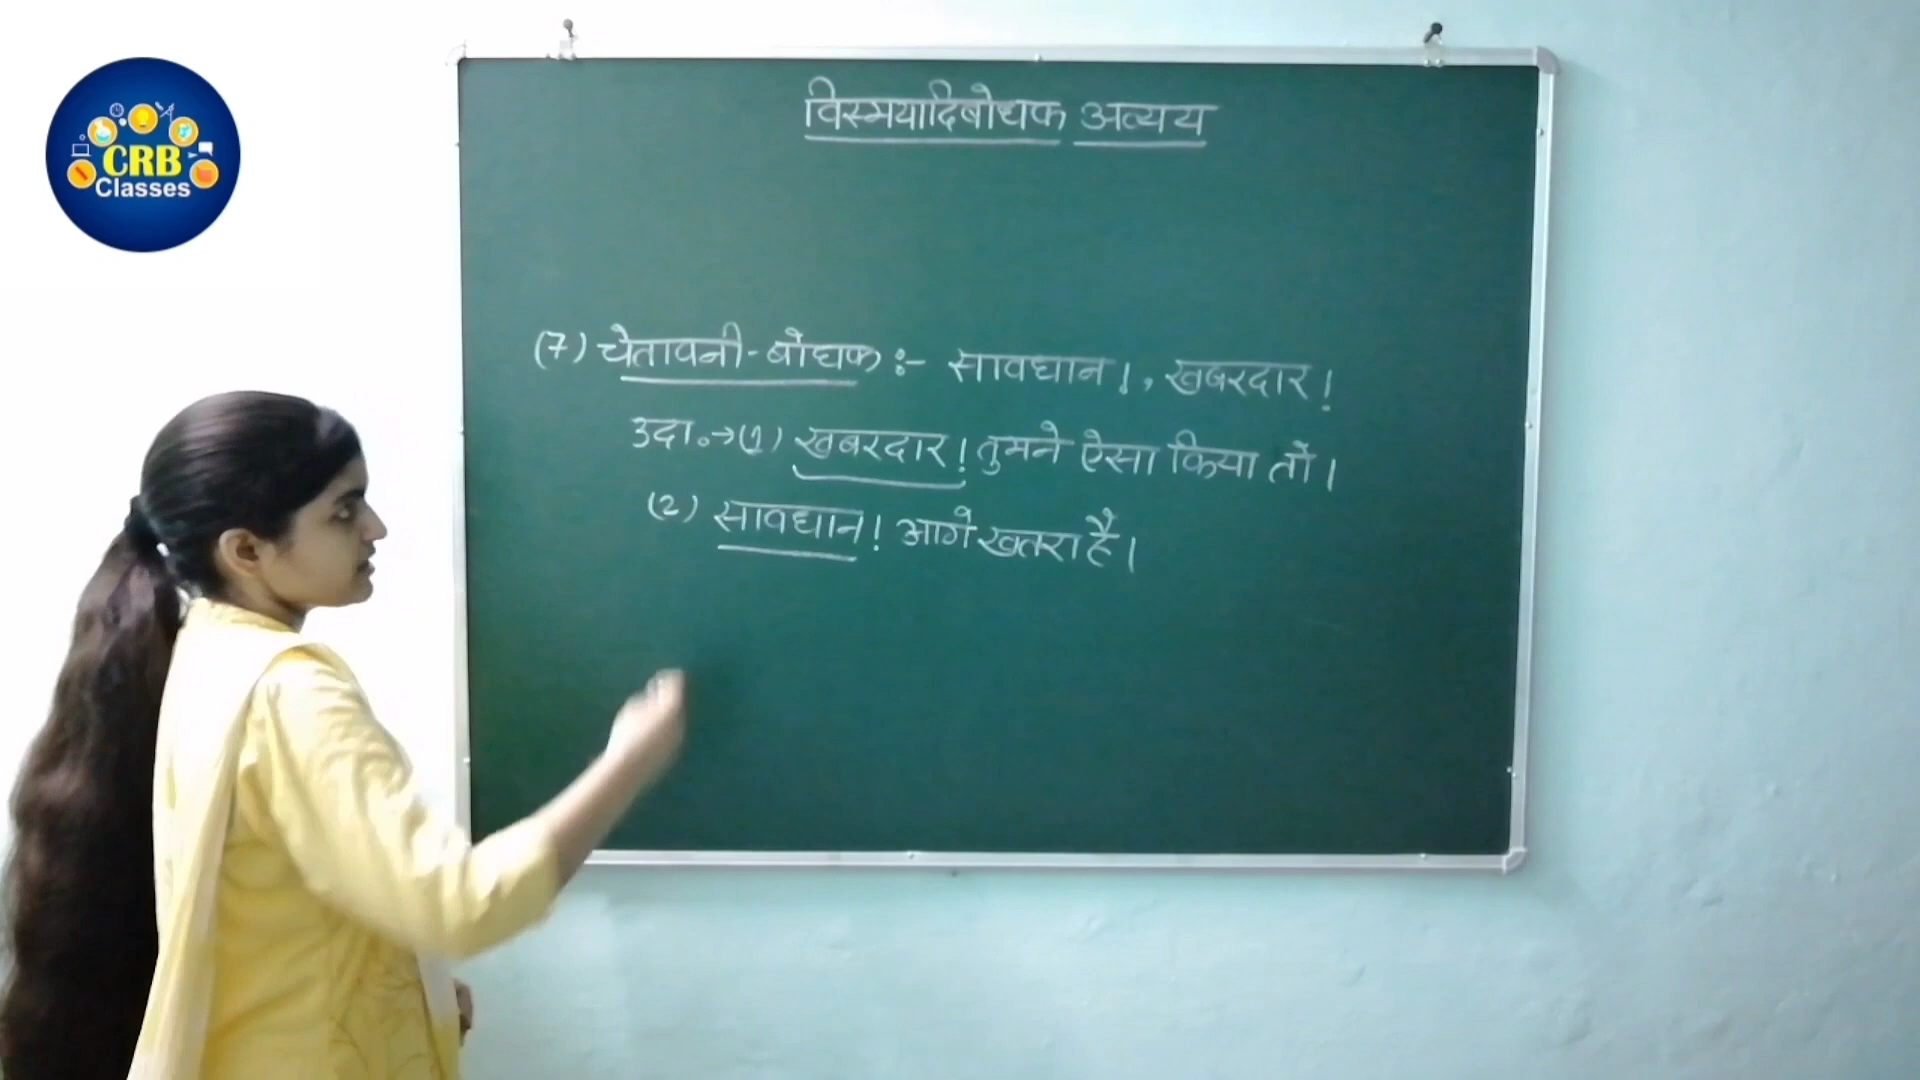 CRB
Classes
विस्मयादिबोधक अव्यय
(7) चेतावनी-बोधक :- सावधान!, खबरदार!
उदा.→(1) खबरदार! तुमने ऐसा किया तो।
(2) सावधान! आगे खतरा है।